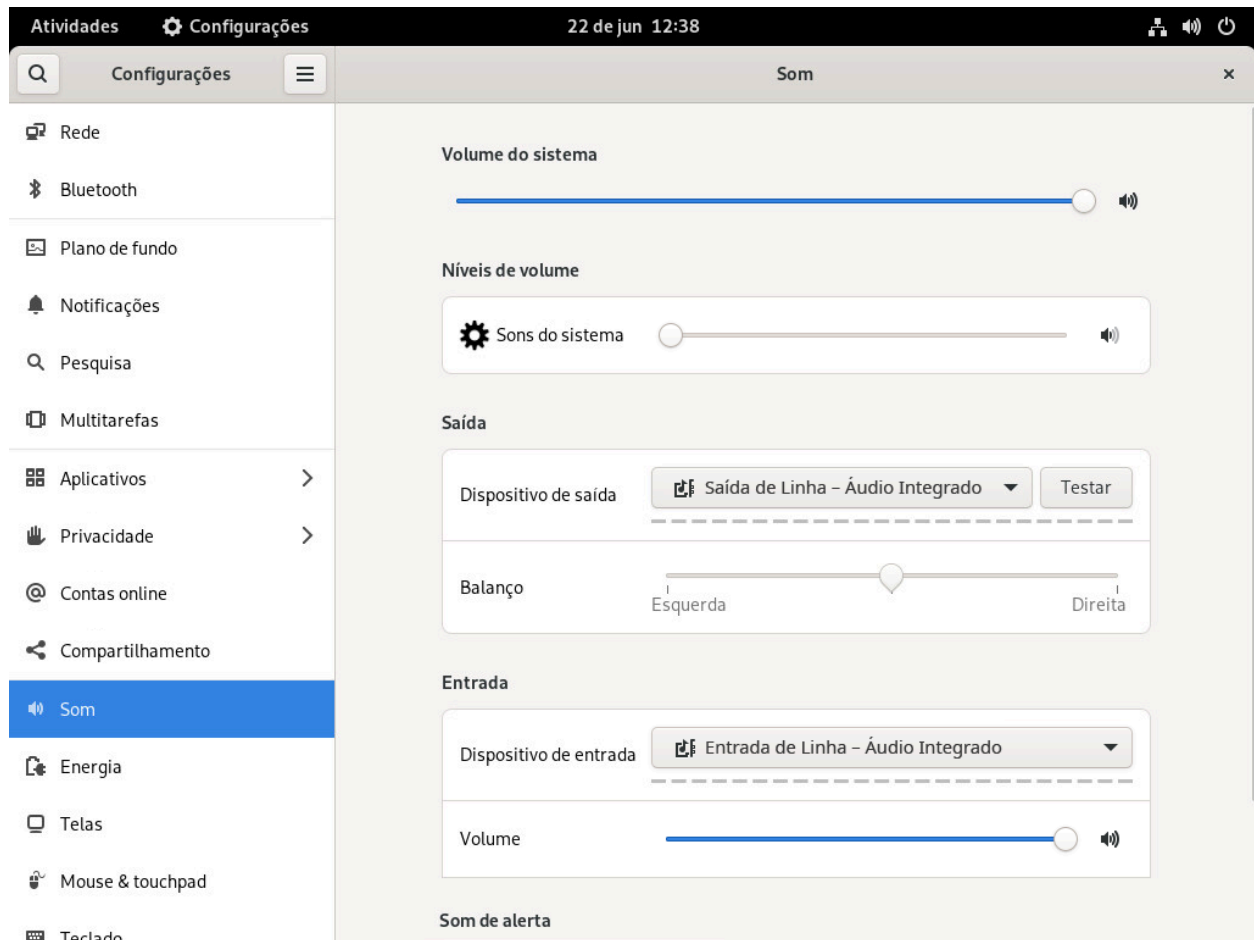 Atividades Configurações 22 de jun 12:38
Configurações Som
Rede
Bluetooth
Plano de fundo
Notificações
Pesquisa
Multitarefas
Aplicativos
Privacidade
Contas online
Compartilhamento
Som
Energia
Telas
Mouse & touchpad
Teclado
Volume do sistema
Níveis de volume
Sons do sistema
Saída
Dispositivo de saída Saída de Linha – Áudio Integrado Testar
Balanço
Esquerda Direita
Entrada
Dispositivo de entrada Entrada de Linha – Áudio Integrado
Volume
Som de alerta